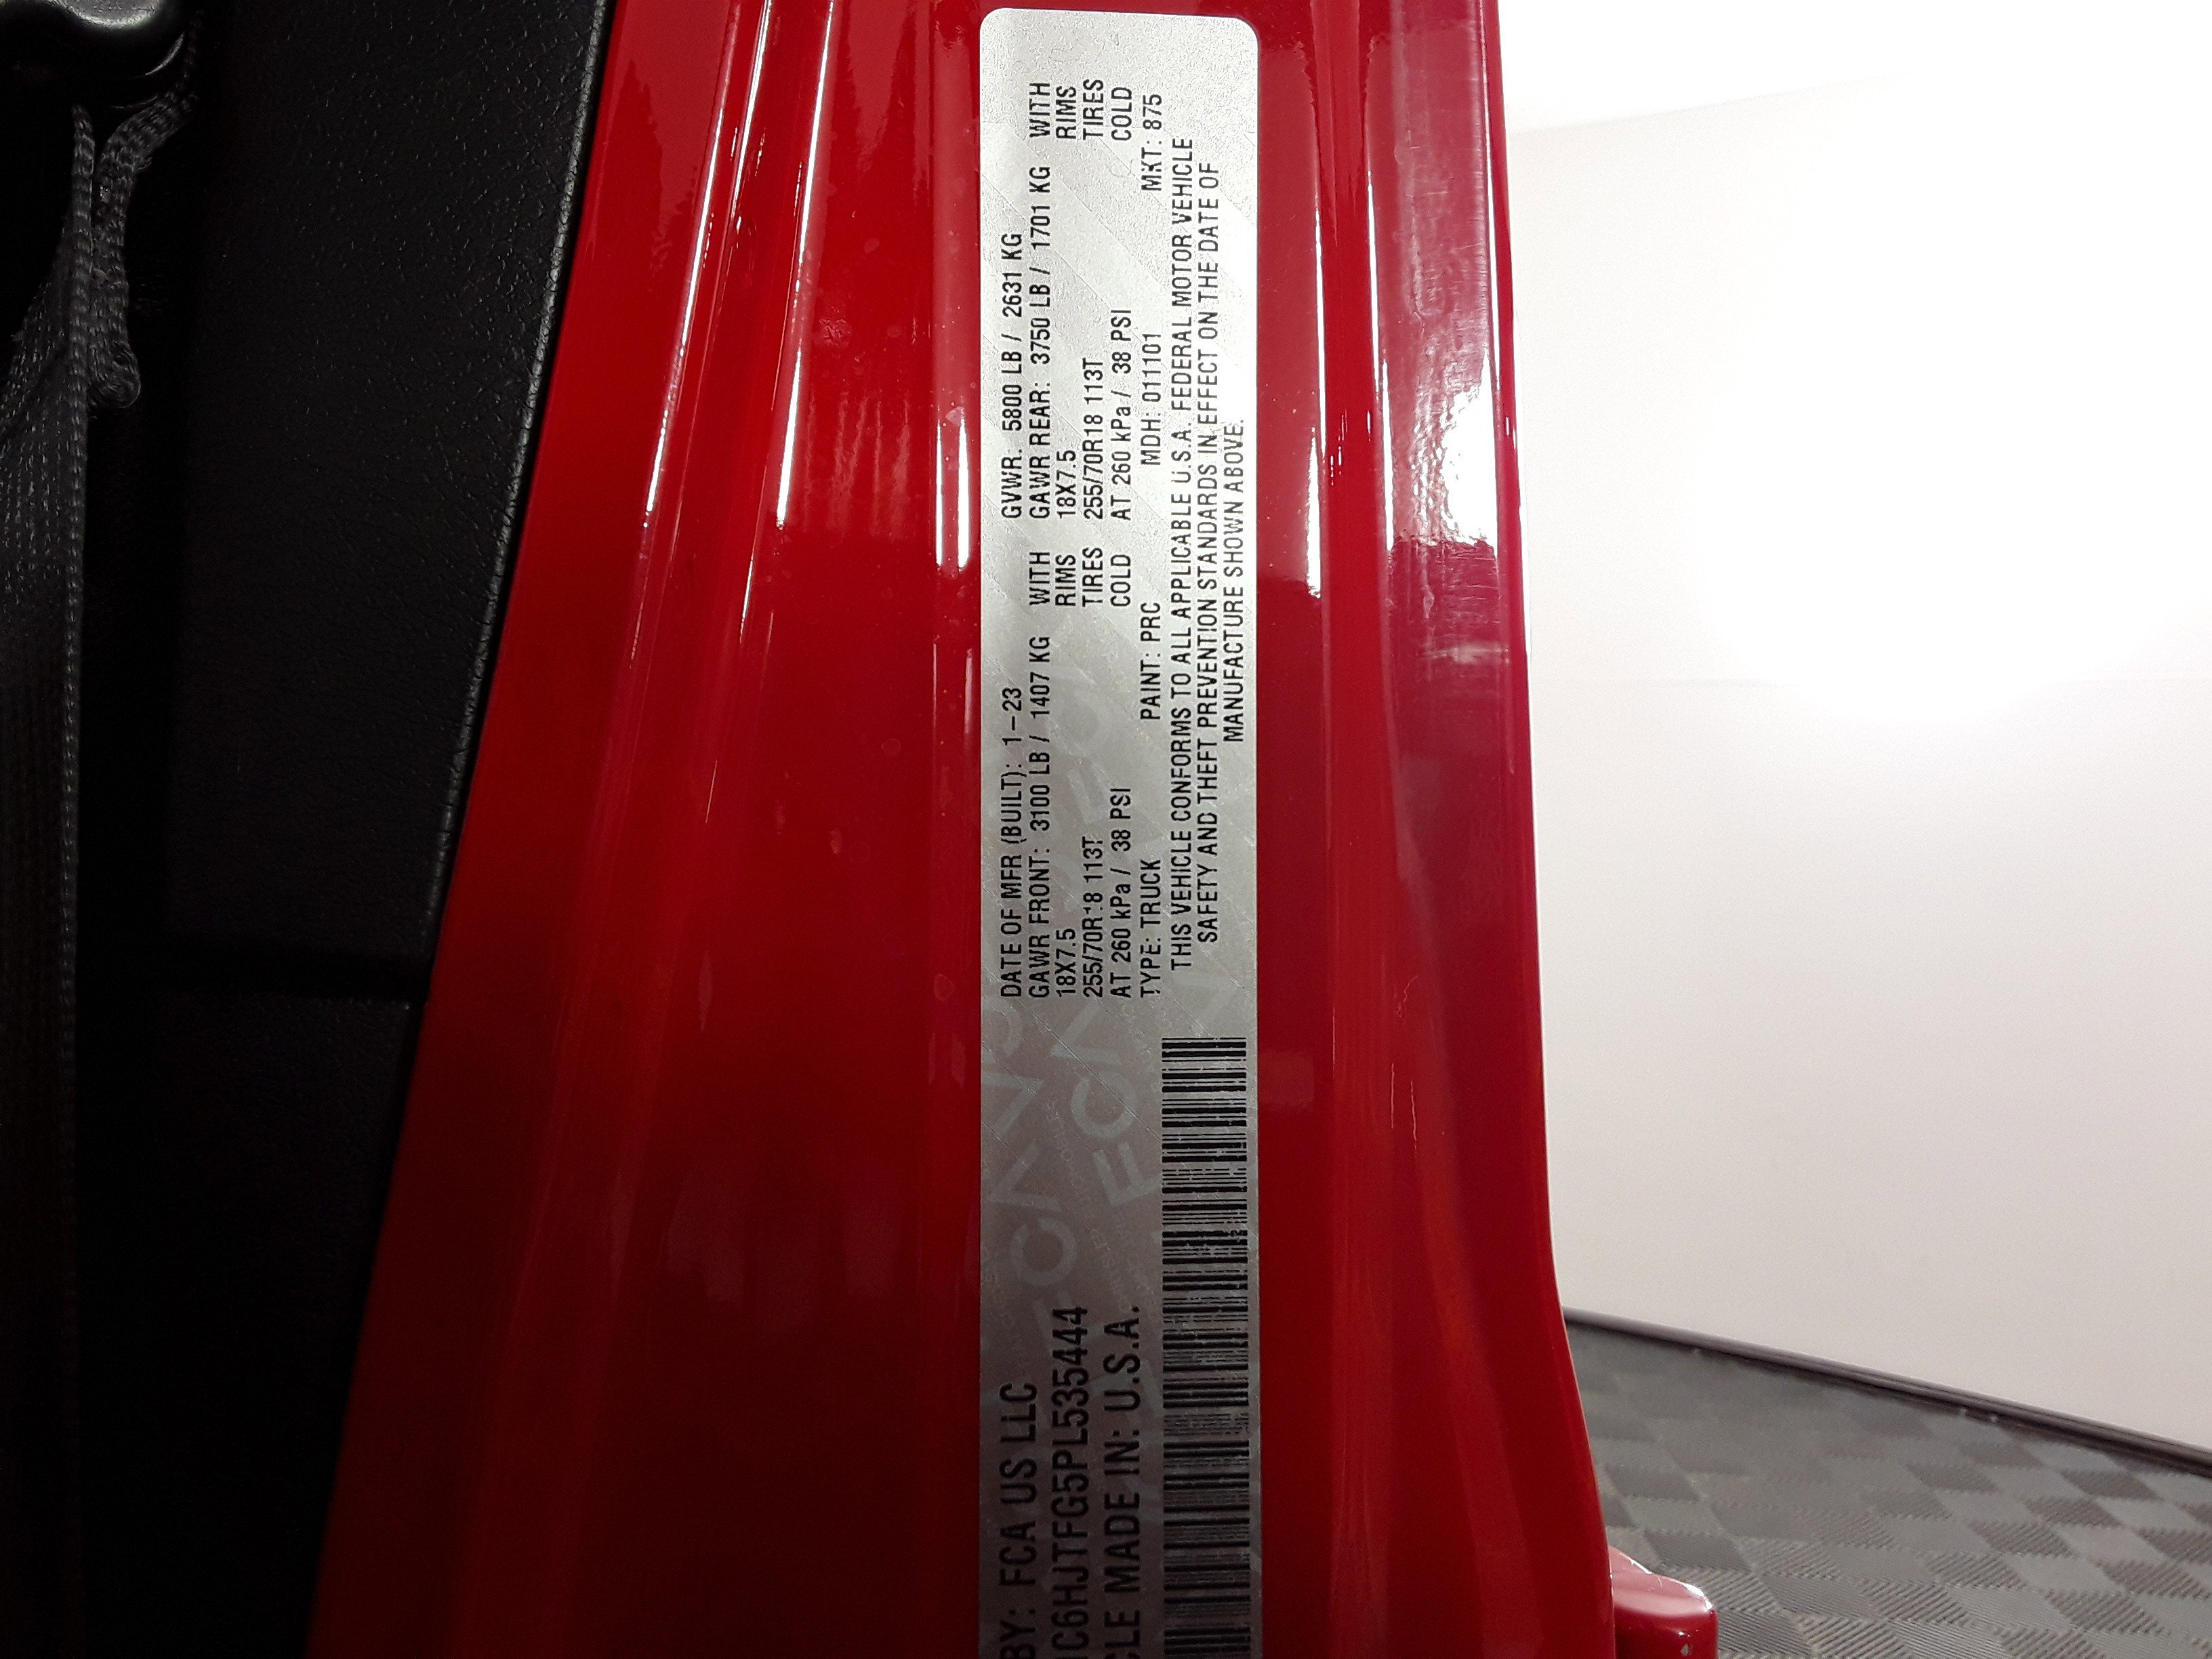 BY: FCA US LLC
1C6HJTFG5PL535444
CLE MADE IN: U.S.A.
DATE OF MFR (BUILT): 1-23 GVWR: 5800 LB / 2631 KG
GAWR FRONT: 3100 LB / 1407 KG WITH GAWR REAR: 3750 LB / 1701 KG WITH
18X7.5 RIMS 18X7.5 RIMS
255/70R18 113T TIRES 255/70R18 113T TIRES
AT 260 kPa / 38 PSI COLD AT 260 kPa / 38 PSI COLD
TYPE: TRUCK PAINT: PRC MDH: 011101 MKT: 875
THIS VEHICLE CONFORMS TO ALL APPLICABLE U.S.A. FEDERAL MOTOR VEHICLE
SAFETY AND THEFT PREVENTION STANDARDS IN EFFECT ON THE DATE OF
MANUFACTURE SHOWN ABOVE.